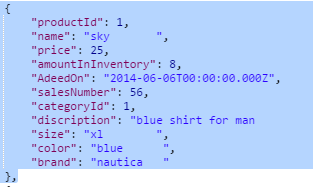 {
"productId": 1,
"name": "sky       ",
"price": 25,
"amountInInventory": 8,
"AdeedOn": "2014-06-06T00:00:00.000Z",
"salesNumber": 56,
"categoryId": 1,
"discription": "blue shirt for man
"size": "xl        ",
"color": "blue      ",
"brand": "nautica   "
},